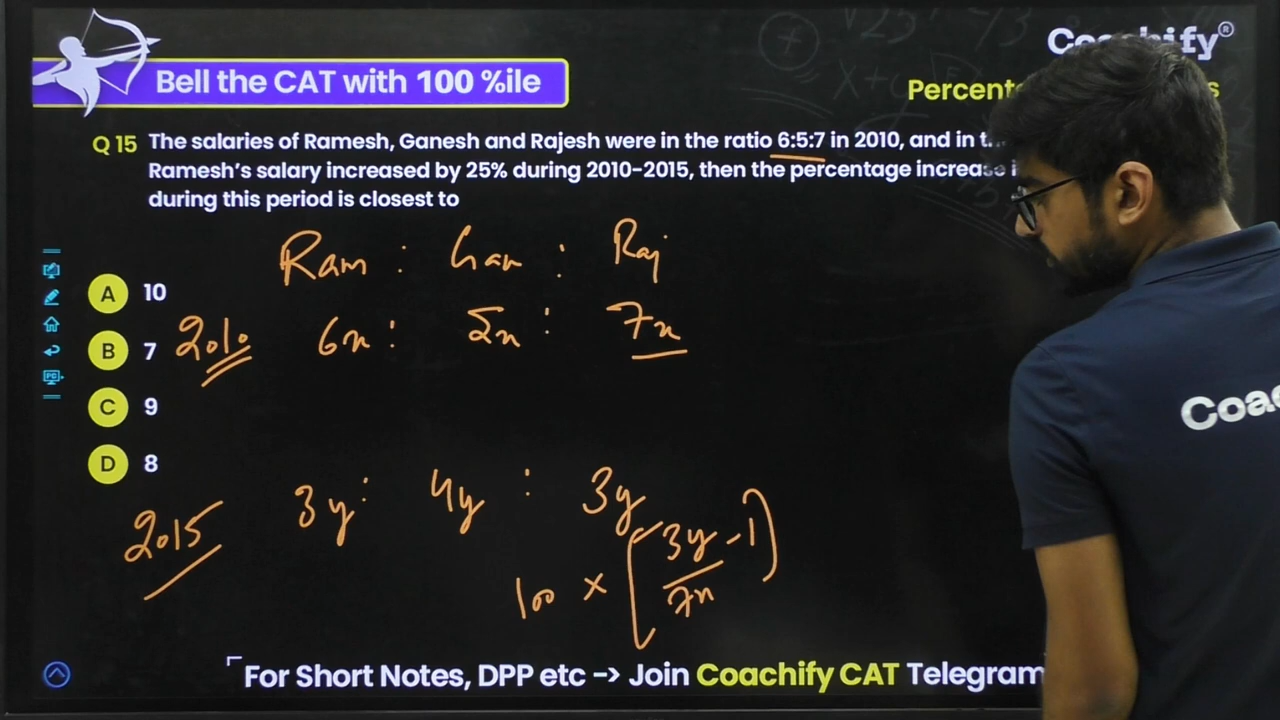 Coachify®
Bell the CAT with 100 %ile
Q 15 The salaries of Ramesh, Ganesh and Rajesh were in the ratio 6:5:7 in 2010, and in
Ramesh's salary increased by 25% during 2010-2015, then the percentage increase
during this period is closest to
Ram : Gan : Raj
A 10
2010 6x : 5x : 7x
B 7
C 9
D 8
2015 3y : 4y : 3y
100 × (3y/7x - 1)
For Short Notes, DPP etc -> Join Coachify CAT Telegram